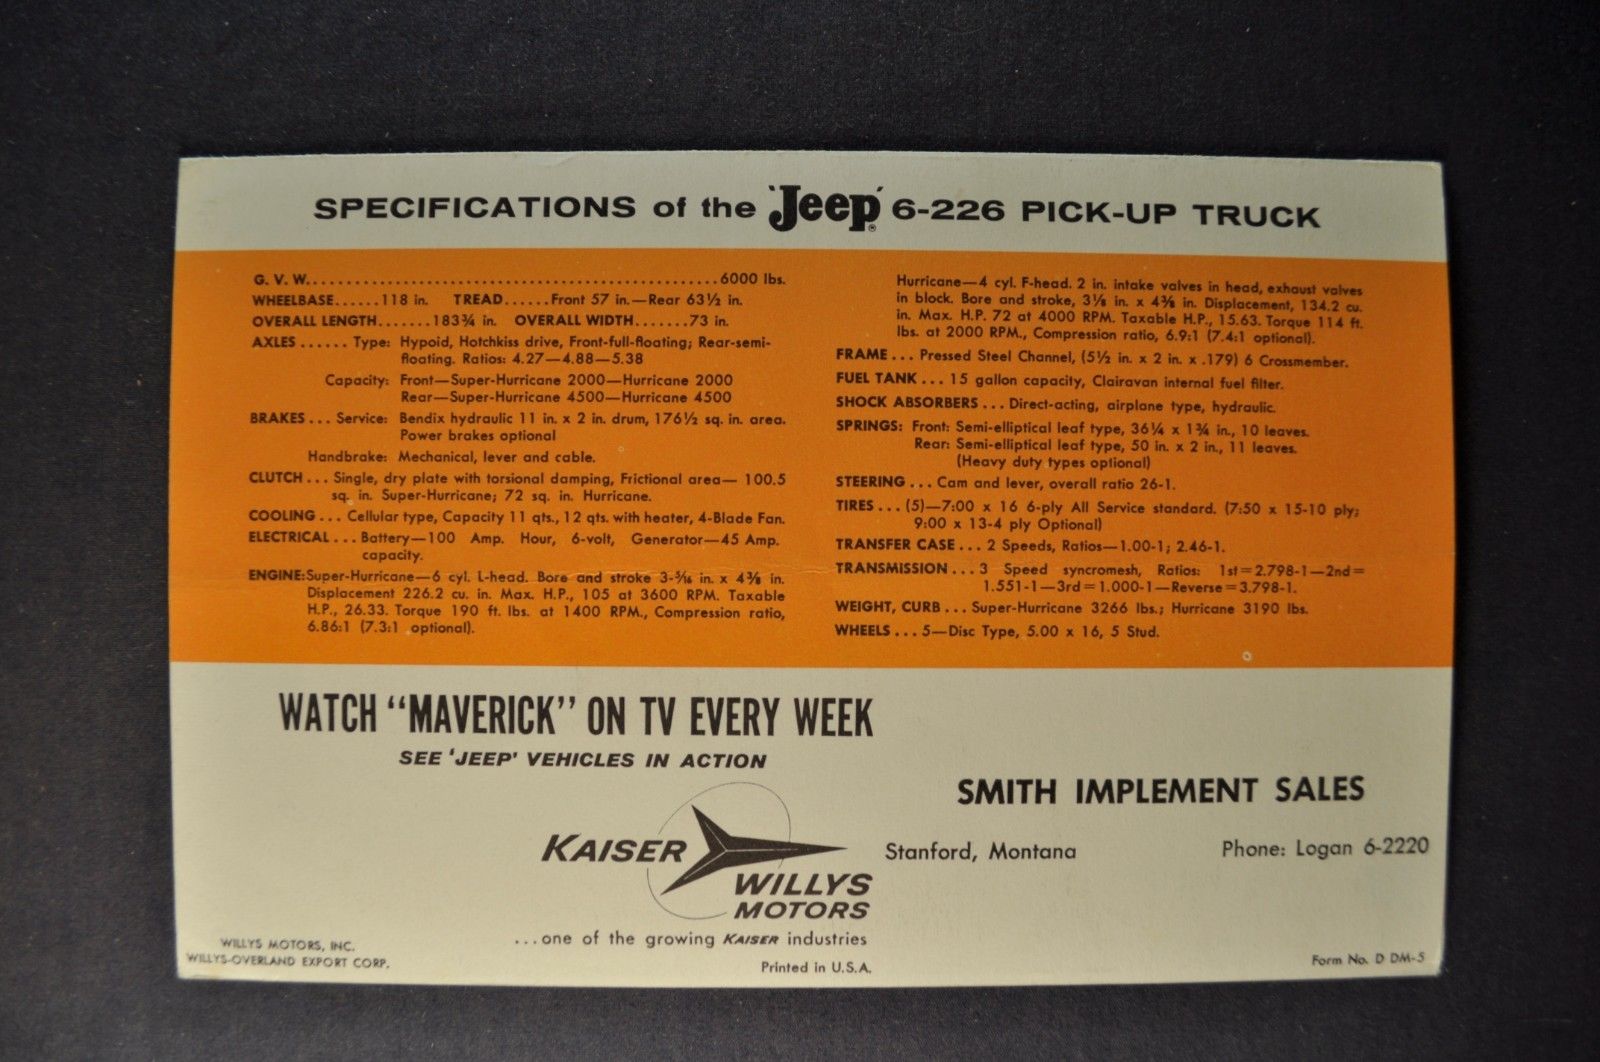 SPECIFICATIONS of the 'Jeep' ® 6-226 PICK-UP TRUCK
G. V. W.......................................................6000 lbs.
WHEELBASE......118 in. TREAD......Front 57 in.—Rear 63½ in.
OVERALL LENGTH.......183¾ in. OVERALL WIDTH.......73 in.
AXLES...... Type: Hypoid, Hotchkiss drive, Front-full-floating; Rear-semi-
floating. Ratios: 4.27—4.88—5.38
Capacity: Front—Super-Hurricane 2000—Hurricane 2000
Rear—Super-Hurricane 4500—Hurricane 4500
BRAKES... Service: Bendix hydraulic 11 in. x 2 in. drum, 176½ sq. in. area.
Power brakes optional
Handbrake: Mechanical, lever and cable.
CLUTCH... Single, dry plate with torsional damping, Frictional area— 100.5
sq. in. Super-Hurricane; 72 sq. in. Hurricane.
COOLING... Cellular type, Capacity 11 qts., 12 qts. with heater, 4-Blade Fan.
ELECTRICAL... Battery—100 Amp. Hour, 6-volt, Generator—45 Amp.
capacity.
ENGINE:Super-Hurricane—6 cyl. L-head. Bore and stroke 3-5⁄16 in. x 4⅜ in.
Displacement 226.2 cu. in. Max. H.P., 105 at 3600 RPM. Taxable
H.P., 26.33. Torque 190 ft. lbs. at 1400 RPM., Compression ratio,
6.86:1 (7.3:1 optional).
Hurricane—4 cyl. F-head. 2 in. intake valves in head, exhaust valves
in block. Bore and stroke, 3⅛ in. x 4⅜ in. Displacement, 134.2 cu.
in. Max. H.P. 72 at 4000 RPM. Taxable H.P., 15.63. Torque 114 ft.
lbs. at 2000 RPM., Compression ratio, 6.9:1 (7.4:1 optional).
FRAME... Pressed Steel Channel, (5½ in. x 2 in. x .179) 6 Crossmember.
FUEL TANK... 15 gallon capacity, Clairavan internal fuel filter.
SHOCK ABSORBERS... Direct-acting, airplane type, hydraulic.
SPRINGS: Front: Semi-elliptical leaf type, 36¼ x 1¾ in., 10 leaves.
Rear: Semi-elliptical leaf type, 50 in. x 2 in., 11 leaves.
(Heavy duty types optional)
STEERING... Cam and lever, overall ratio 26-1.
TIRES... (5)—7:00 x 16 6-ply All Service standard. (7:50 x 15-10 ply;
9:00 x 13-4 ply Optional)
TRANSFER CASE... 2 Speeds, Ratios—1.00-1; 2.46-1.
TRANSMISSION... 3 Speed syncromesh, Ratios: 1st=2.798-1—2nd=
1.551-1—3rd=1.000-1—Reverse=3.798-1.
WEIGHT, CURB... Super-Hurricane 3266 lbs.; Hurricane 3190 lbs.
WHEELS... 5—Disc Type, 5.00 x 16, 5 Stud.
WATCH "MAVERICK" ON TV EVERY WEEK
SEE 'JEEP' VEHICLES IN ACTION
KAISER
WILLYS
MOTORS
...one of the growing KAISER industries
Printed in U.S.A.
WILLYS MOTORS, INC.
WILLYS-OVERLAND EXPORT CORP.
SMITH IMPLEMENT SALES
Stanford, Montana Phone: Logan 6-2220
Form No. D DM-5